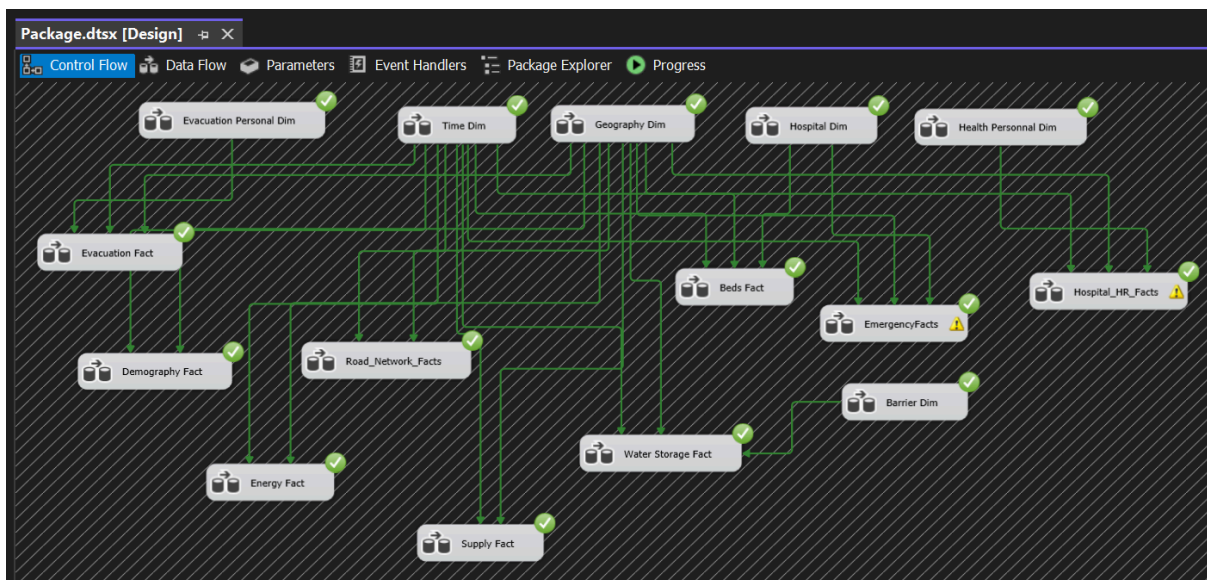 Package.dtsx [Design]
Control Flow Data Flow Parameters Event Handlers Package Explorer Progress
Evacuation Personal Dim
Time Dim
Geography Dim
Hospital Dim
Health Personnal Dim
Evacuation Fact
Beds Fact
Hospital_HR_Facts
EmergencyFacts
Demography Fact
Road_Network_Facts
Barrier Dim
Water Storage Fact
Energy Fact
Supply Fact